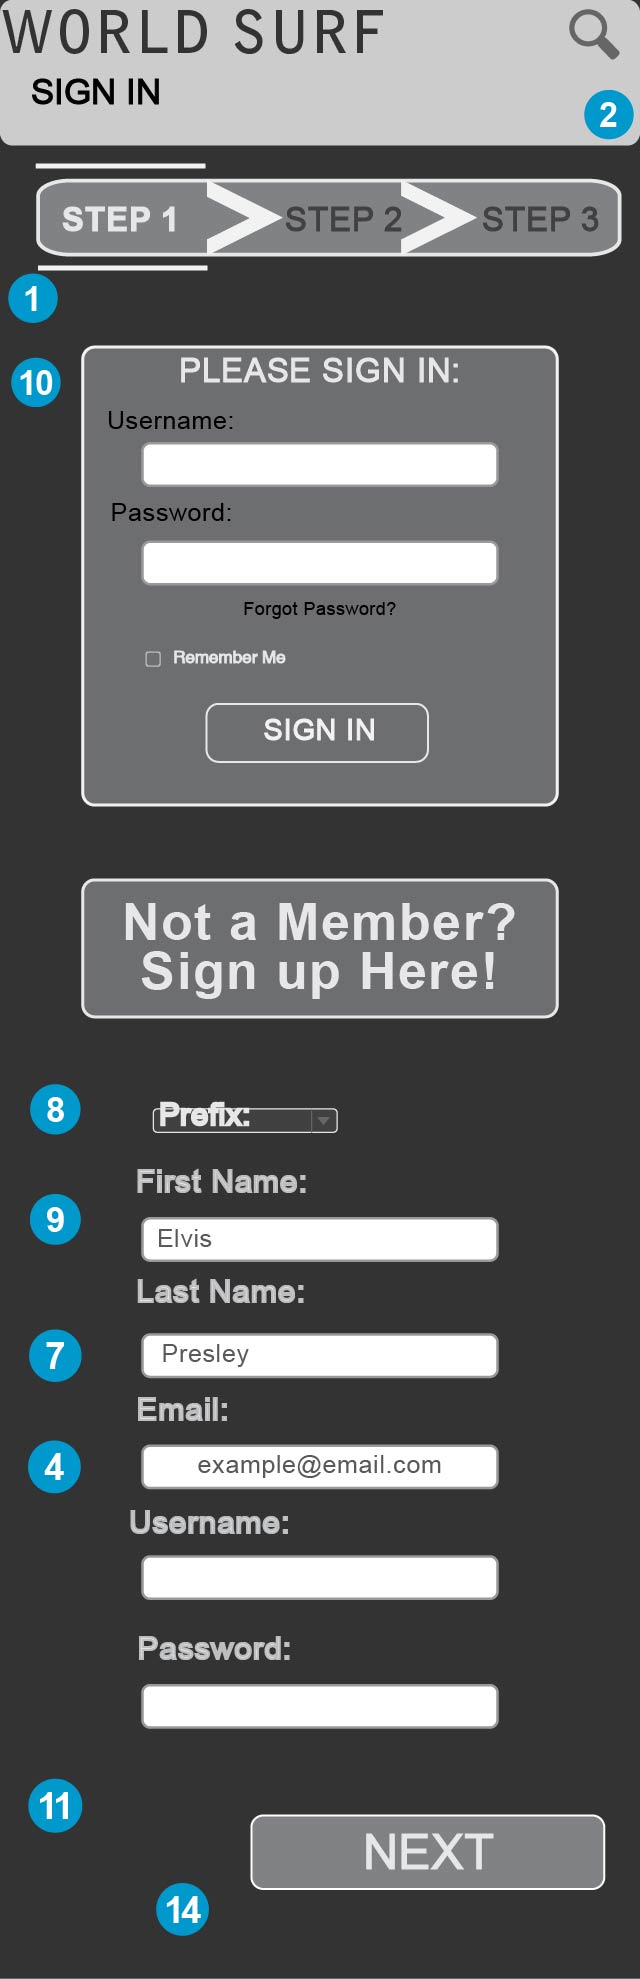 WORLD SURF
SIGN IN
2
STEP 1 STEP 2 STEP 3
1
10
PLEASE SIGN IN:
Username:
Password:
Forgot Password?
Remember Me
SIGN IN
Not a Member?
Sign up Here!
8
Prefix:
First Name:
9
Elvis
Last Name:
7
Presley
Email:
4
example@email.com
Username:
Password:
11
NEXT
14